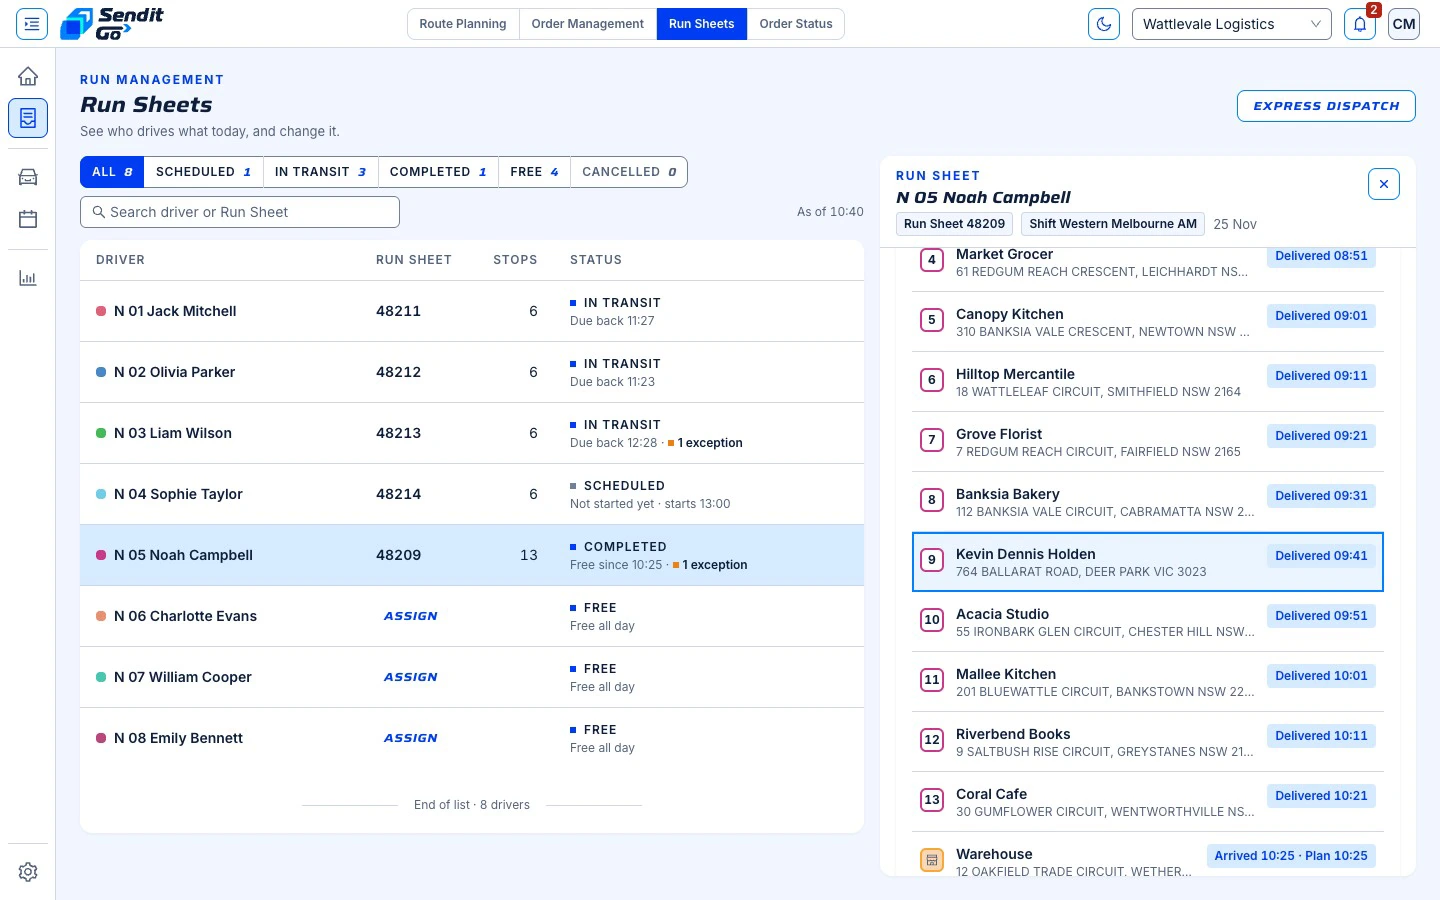 Sendit Go
Route Planning
Order Management
Run Sheets
Order Status
Wattlevale Logistics
2
CM
RUN MANAGEMENT
Run Sheets
See who drives what today, and change it.
EXPRESS DISPATCH
ALL 8
SCHEDULED 1
IN TRANSIT 3
COMPLETED 1
FREE 4
CANCELLED 0
Search driver or Run Sheet
As of 10:40
DRIVER RUN SHEET STOPS STATUS
N 01 Jack Mitchell 48211 6 IN TRANSIT
Due back 11:27
N 02 Olivia Parker 48212 6 IN TRANSIT
Due back 11:23
N 03 Liam Wilson 48213 6 IN TRANSIT
Due back 12:28 · 1 exception
N 04 Sophie Taylor 48214 6 SCHEDULED
Not started yet · starts 13:00
N 05 Noah Campbell 48209 13 COMPLETED
Free since 10:25 · 1 exception
N 06 Charlotte Evans ASSIGN FREE
Free all day
N 07 William Cooper ASSIGN FREE
Free all day
N 08 Emily Bennett ASSIGN FREE
Free all day
End of list · 8 drivers
RUN SHEET
N 05 Noah Campbell
Run Sheet 48209 Shift Western Melbourne AM 25 Nov
4 Market Grocer Delivered 08:51
61 REDGUM REACH CRESCENT, LEICHHARDT NS...
5 Canopy Kitchen Delivered 09:01
310 BANKSIA VALE CRESCENT, NEWTOWN NSW ...
6 Hilltop Mercantile Delivered 09:11
18 WATTLELEAF CIRCUIT, SMITHFIELD NSW 2164
7 Grove Florist Delivered 09:21
7 REDGUM REACH CIRCUIT, FAIRFIELD NSW 2165
8 Banksia Bakery Delivered 09:31
112 BANKSIA VALE CIRCUIT, CABRAMATTA NSW 2...
9 Kevin Dennis Holden Delivered 09:41
764 BALLARAT ROAD, DEER PARK VIC 3023
10 Acacia Studio Delivered 09:51
55 IRONBARK GLEN CIRCUIT, CHESTER HILL NSW...
11 Mallee Kitchen Delivered 10:01
201 BLUEWATTLE CIRCUIT, BANKSTOWN NSW 22...
12 Riverbend Books Delivered 10:11
9 SALTBUSH RISE CIRCUIT, GREYSTANES NSW 21...
13 Coral Cafe Delivered 10:21
30 GUMFLOWER CIRCUIT, WENTWORTHVILLE NS...
Warehouse Arrived 10:25 · Plan 10:25
12 OAKFIELD TRADE CIRCUIT, WETHER...